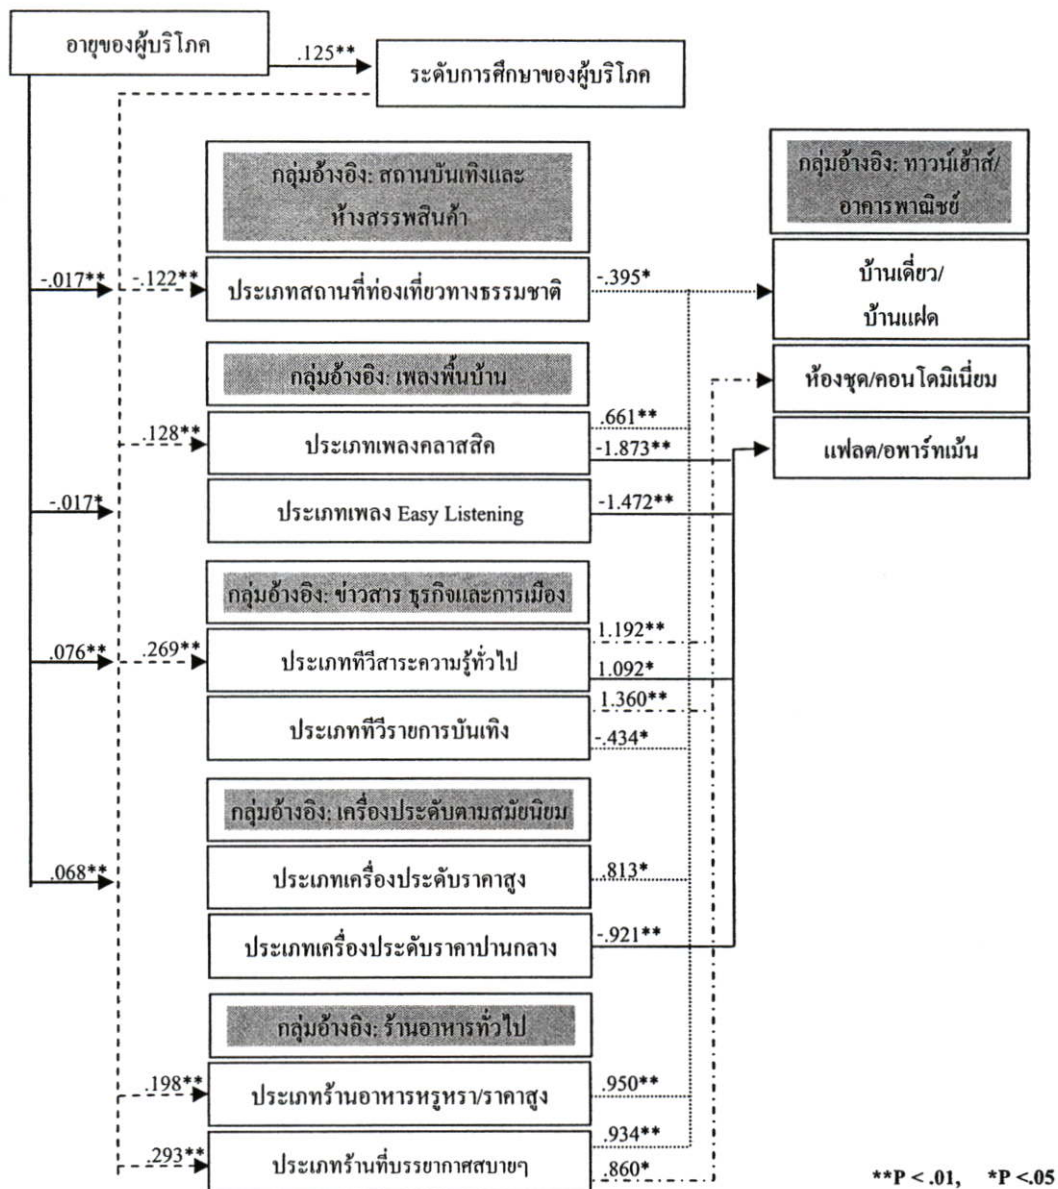 อายุของผู้บริโภค
.125**
ระดับการศึกษาของผู้บริโภค
กลุ่มอ้างอิง: สถานบันเทิงและ
ห้างสรรพสินค้า
กลุ่มอ้างอิง: ทาวน์เฮ้าส์/
อาคารพาณิชย์
-.017**
-.122**
ประเภทสถานที่ท่องเที่ยวทางธรรมชาติ
-.395*
บ้านเดี่ยว/
บ้านแฝด
กลุ่มอ้างอิง: เพลงพื้นบ้าน
ห้องชุด/คอนโดมิเนี่ยม
.128**
ประเภทเพลงคลาสสิค
.661**
-1.873**
แฟลต/อพาร์ทเม้น
-.017*
ประเภทเพลง Easy Listening
-1.472**
กลุ่มอ้างอิง: ข่าวสาร ธุรกิจและการเมือง
.076**
.269**
ประเภททีวีสาระความรู้ทั่วไป
1.192**
1.092*
ประเภททีวีรายการบันเทิง
1.360**
-.434*
กลุ่มอ้างอิง: เครื่องประดับตามสมัยนิยม
.068**
ประเภทเครื่องประดับราคาสูง
.813*
ประเภทเครื่องประดับราคาปานกลาง
-.921**
กลุ่มอ้างอิง: ร้านอาหารทั่วไป
.198**
ประเภทร้านอาหารหรูหรา/ราคาสูง
.950**
.293**
ประเภทร้านที่บรรยากาศสบายๆ
.934**
.860*
**P < .01, *P <.05